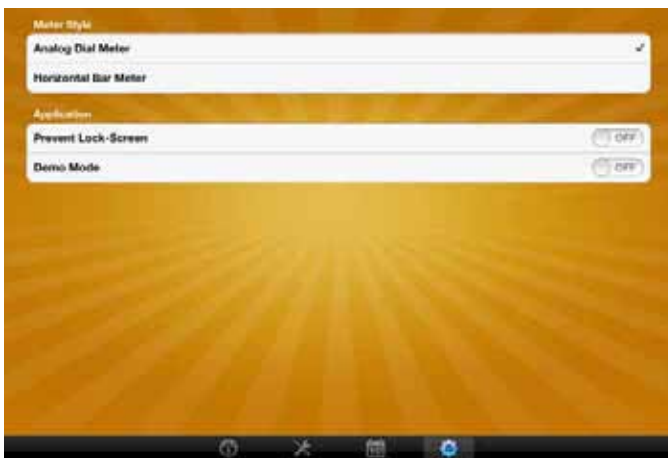 Meter Style
Analog Dial Meter
Horizontal Bar Meter
Application
Prevent Lock-Screen
OFF
Demo Mode
OFF